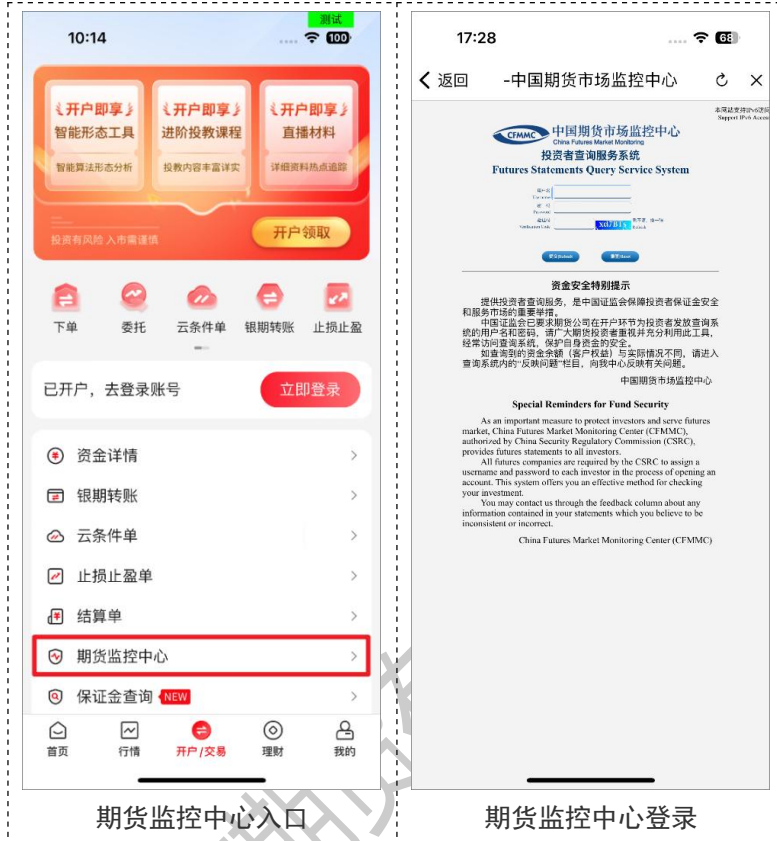 测试
10:14
100
开户即享
智能形态工具
智能算法形态分析
开户即享
进阶投教课程
投教内容丰富详实
开户即享
直播材料
详细资料热点追踪
投资有风险 入市需谨慎
开户领取
下单
委托
云条件单
银期转账
止损止盈
已开户，去登录账号
立即登录
资金详情
银期转账
云条件单
止损止盈单
结算单
期货监控中心
保证金查询 NEW
首页
行情
开户/交易
理财
我的
期货监控中心入口
17:28
68
返回
-中国期货市场监控中心
本网站支持IPv6访问
Support IPv6 Access
CFMMC
中国期货市场监控中心
China Futures Market Monitoring
投资者查询服务系统
Futures Statements Query Service System
资金安全特别提示
提供投资者查询服务，是中国证监会保障投资者保证金安全
和服务市场的重要举措。
中国证监会已要求期货公司在开户环节为投资者发放查询系
统的用户名和密码，请广大期货投资者重视并充分利用此工具，
经常访问查询系统，保护自身资金的安全。
如查询到的资金余额（客户权益）与实际情况不同，请进入
查询系统内的“反映问题”栏目，向我中心反映有关问题。
中国期货市场监控中心
Special Reminders for Fund Security
As an important measure to protect investors and serve futures
market, China Futures Market Monitoring Center (CFMMC),
authorized by China Security Regulatory Commission (CSRC),
provides futures statements to all investors.
All futures companies are required by the CSRC to assign a
username and password to each investor in the process of opening an
account. This system offers you an effective method for checking
your investment.
You may contact us through the feedback column about any
information contained in your statements which you believe to be
inconsistent or incorrect.
China Futures Market Monitoring Center (CFMMC)
期货监控中心登录